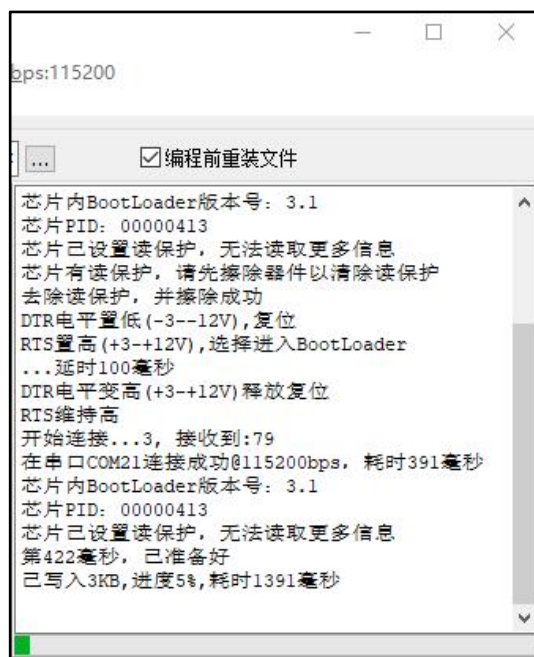 bps:115200
...
编程前重装文件
芯片内BootLoader版本号: 3.1
芯片PID: 00000413
芯片已设置读保护, 无法读取更多信息
芯片有读保护, 请先擦除器件以清除读保护
去除读保护, 并擦除成功
DTR电平置低(-3--12V),复位
RTS置高(+3-+12V),选择进入BootLoader
...延时100毫秒
DTR电平变高(+3-+12V)释放复位
RTS维持高
开始连接...3, 接收到:79
在串口COM21连接成功@115200bps, 耗时391毫秒
芯片内BootLoader版本号: 3.1
芯片PID: 00000413
芯片已设置读保护, 无法读取更多信息
第422毫秒, 已准备好
已写入3KB,进度5%,耗时1391毫秒